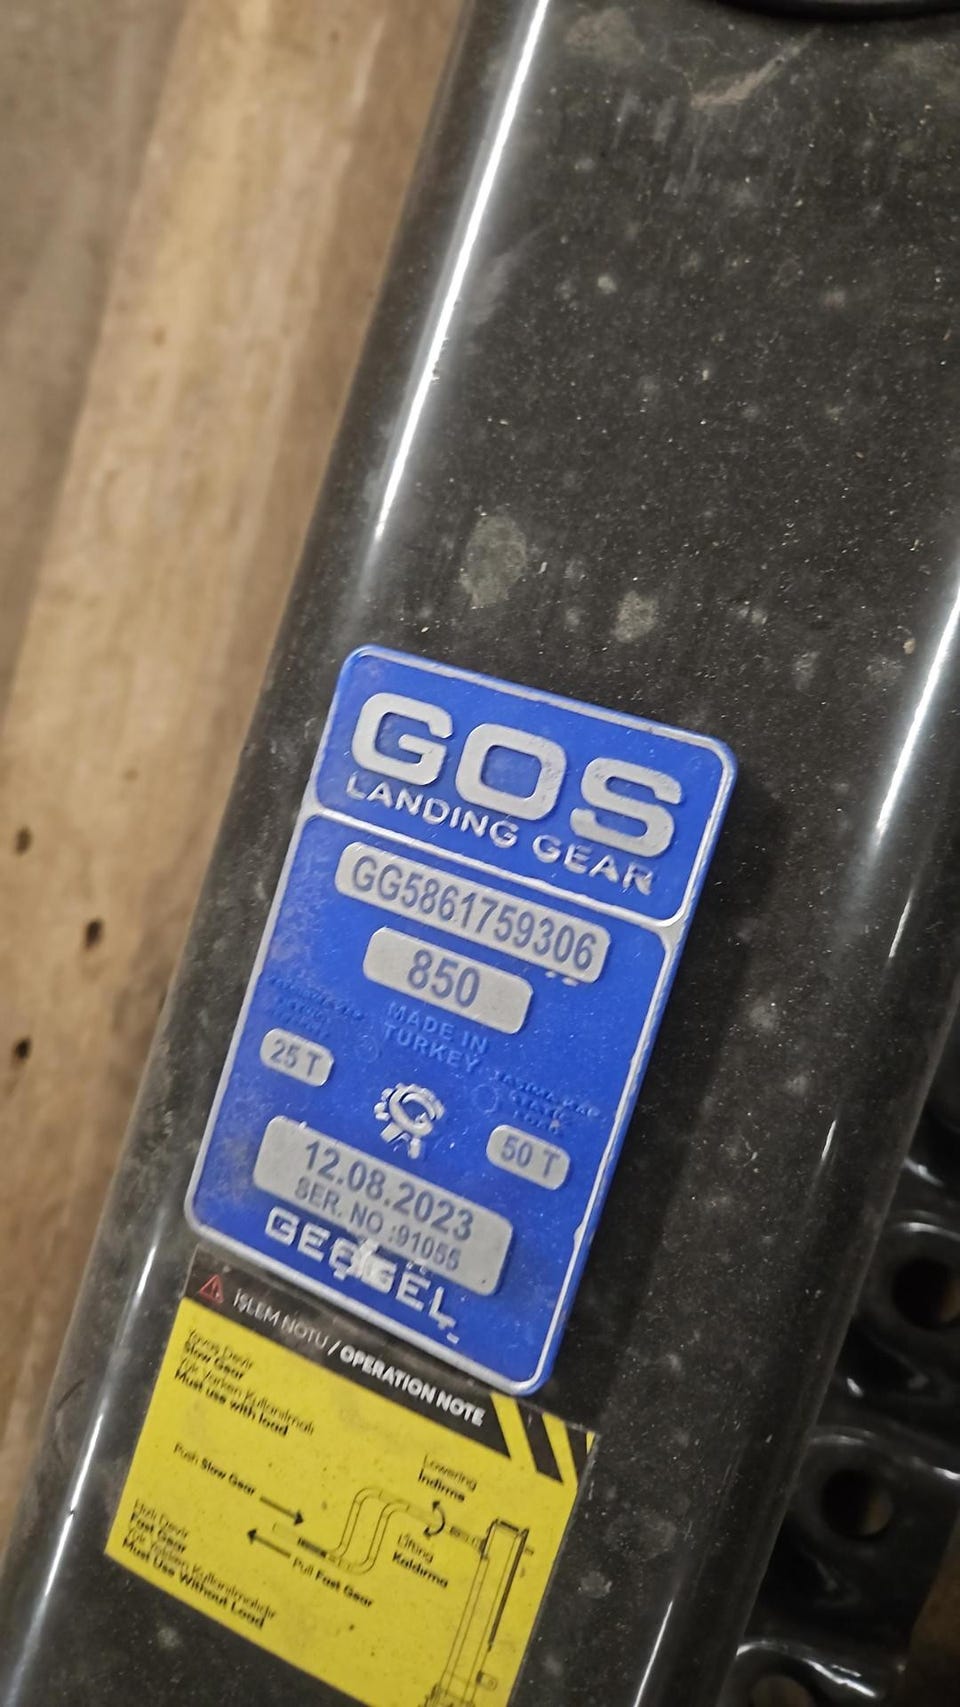 GOS
LANDING GEAR
GG5861759306
850
MADE IN
TURKEY
25 T
50 T
12.08.2023
SER. NO :91055
İŞLEM NOTU / OPERATION NOTE
Yavaş Devir
Slow Gear
Yük Varken Kullanılmalı
Must use with load
Push Slow Gear
Lowering
İndirme
Lifting
Kaldırma
Pull Fast Gear
Hızlı Devir
Fast Gear
Yük Yokken Kullanılmalıdır
Must Use Without Load